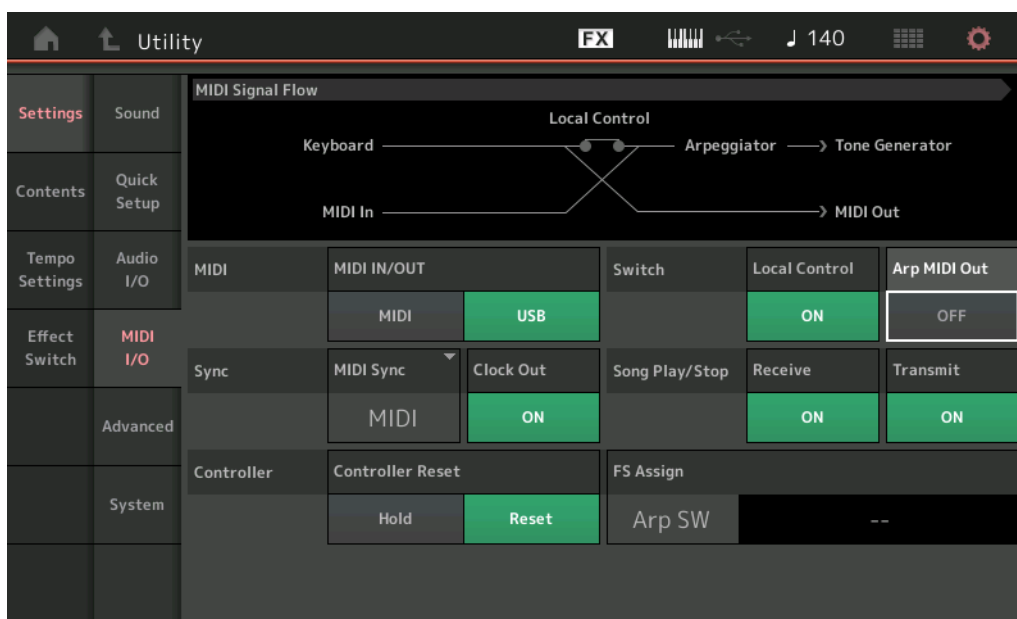 Utility
FX
♩ 140
Settings
Contents
Tempo
Settings
Effect
Switch
Sound
Quick
Setup
Audio
I/O
MIDI
I/O
Advanced
System
MIDI Signal Flow
Local Control
Keyboard
Arpeggiator
Tone Generator
MIDI In
MIDI Out
MIDI
MIDI IN/OUT
MIDI
USB
Switch
Local Control
ON
Arp MIDI Out
OFF
Sync
MIDI Sync
MIDI
Clock Out
ON
Song Play/Stop
Receive
ON
Transmit
ON
Controller
Controller Reset
Hold
Reset
FS Assign
Arp SW
--